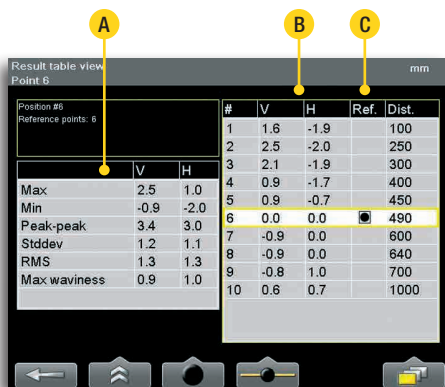 A B C
Result table view mm
Point 6
Position #6
Reference points: 6
V H
Max 2.5 1.0
Min -0.9 -2.0
Peak-peak 3.4 3.0
Stddev 1.2 1.1
RMS 1.3 1.3
Max waviness 0.9 1.0
# V H Ref. Dist.
1 1.6 -1.9 100
2 2.5 -2.0 250
3 2.1 -1.9 300
4 0.9 -1.7 400
5 0.9 -0.7 450
6 0.0 0.0 490
7 -0.9 0.0 600
8 -0.9 0.0 640
9 -0.8 1.0 700
10 0.6 0.7 1000